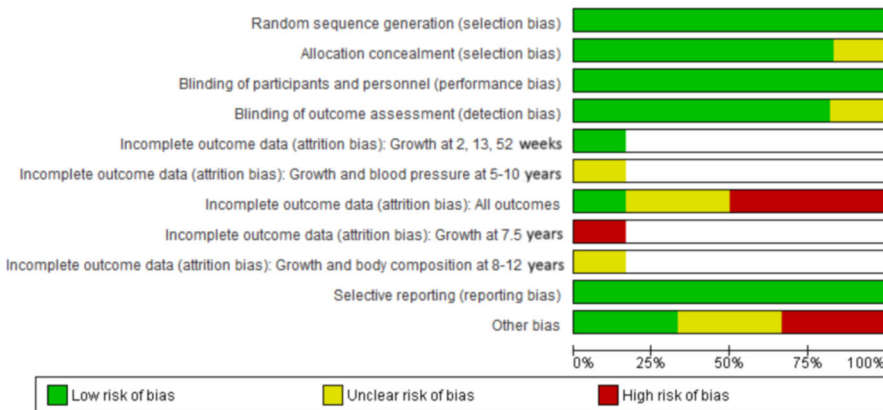 Random sequence generation (selection bias)
Allocation concealment (selection bias)
Blinding of participants and personnel (performance bias)
Blinding of outcome assessment (detection bias)
Incomplete outcome data (attrition bias): Growth at 2, 13, 52 weeks
Incomplete outcome data (attrition bias): Growth and blood pressure at 5-10 years
Incomplete outcome data (attrition bias): All outcomes
Incomplete outcome data (attrition bias): Growth at 7.5 years
Incomplete outcome data (attrition bias): Growth and body composition at 8-12 years
Selective reporting (reporting bias)
Other bias
0% 25% 50% 75% 100%
Low risk of bias Unclear risk of bias High risk of bias